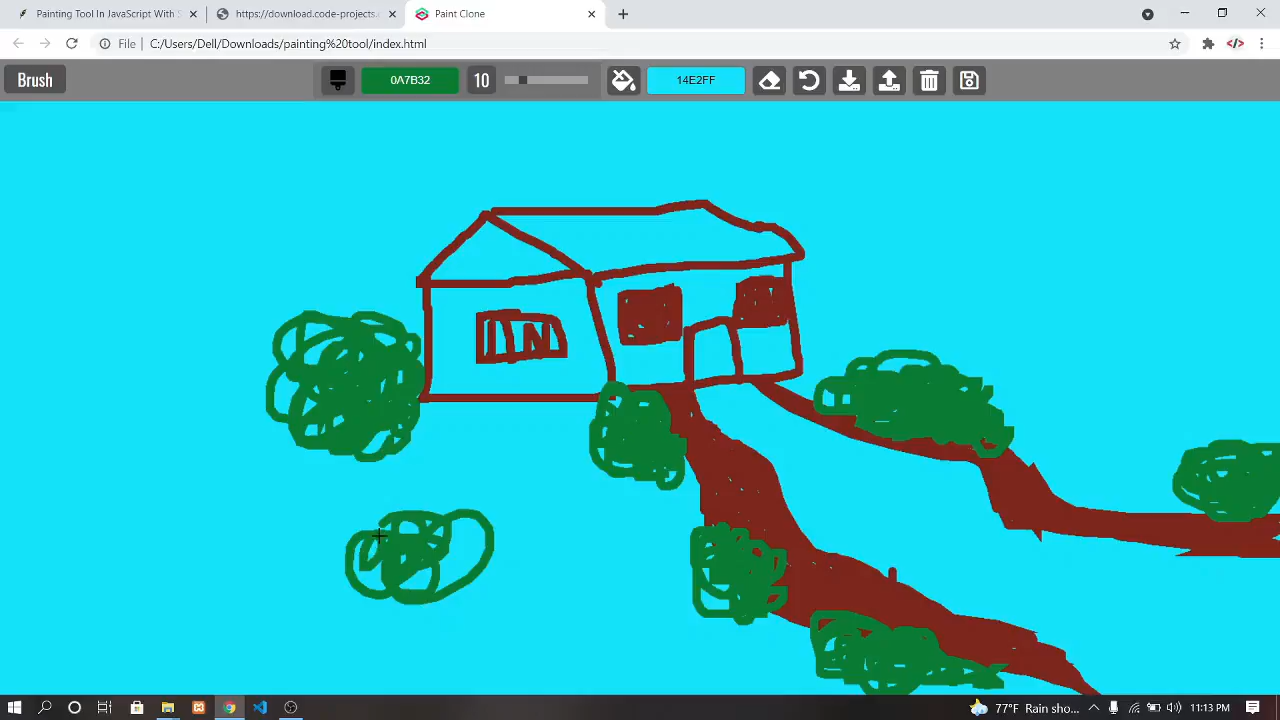 Painting Tool In JavaScript With S
https://download.code-projects.
Paint Clone
File
C:/Users/Dell/Downloads/painting%20tool/index.html
Brush
0A7B32
10
14E2FF
77°F Rain sho...
11:13 PM